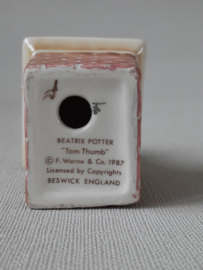 BEATRIX POTTER
"Tom Thumb"
© F. Warne & Co. 1987
Licensed by Copyrights
BESWICK ENGLAND